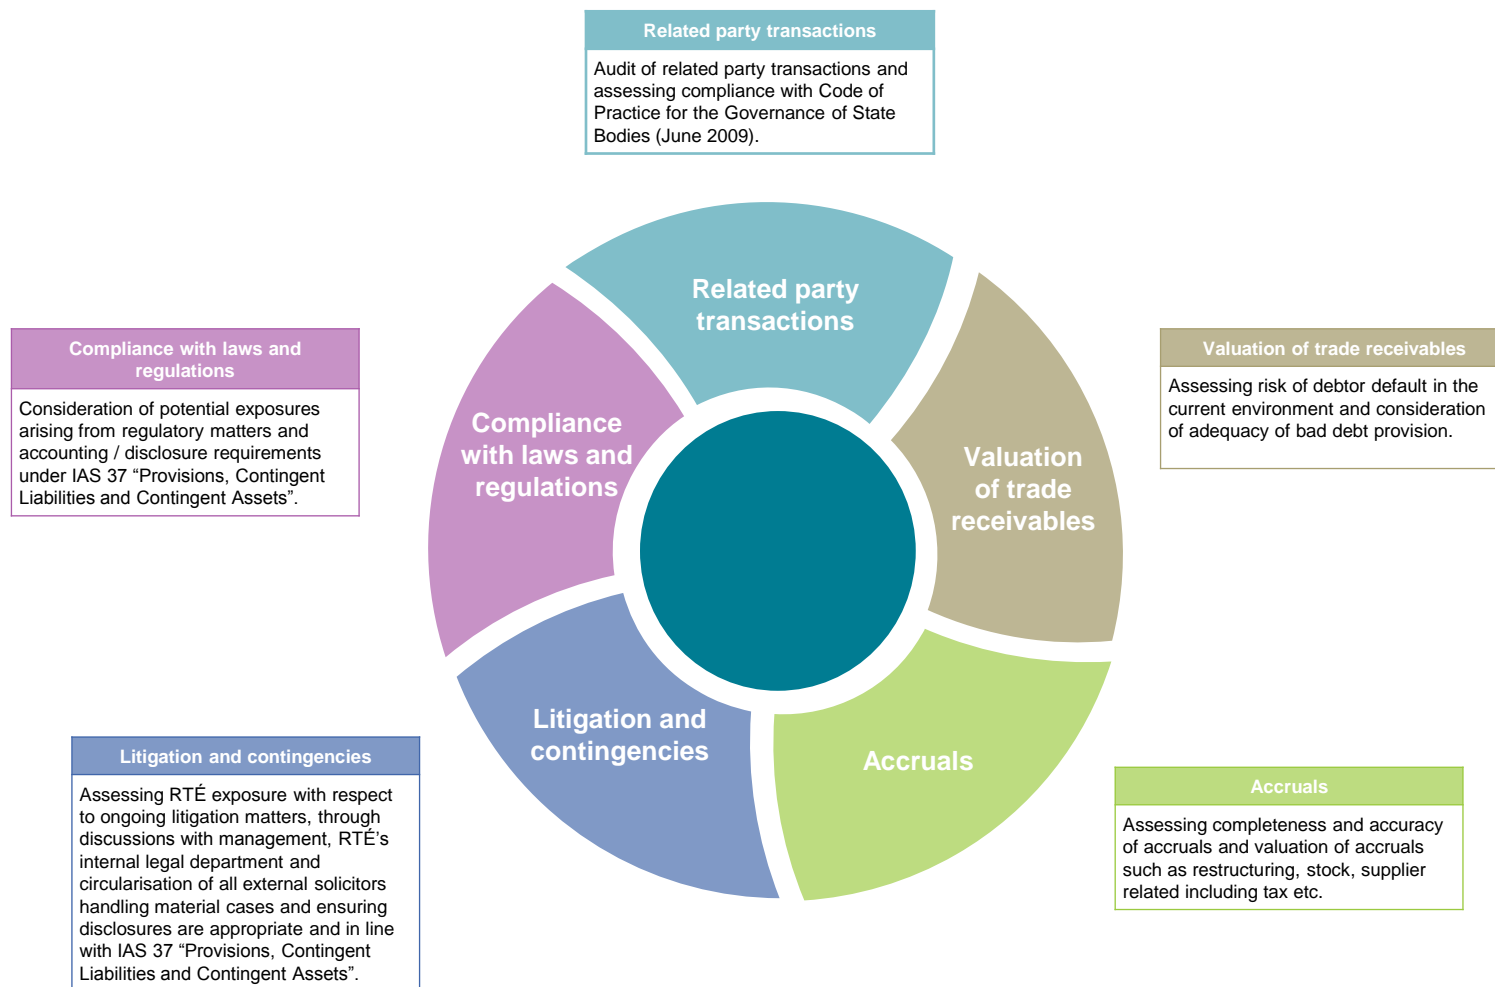 Related party transactions
Audit of related party transactions and
assessing compliance with Code of
Practice for the Governance of State
Bodies (June 2009).
Related party
transactions
Compliance with laws and
regulations
Consideration of potential exposures
arising from regulatory matters and
accounting / disclosure requirements
under IAS 37 “Provisions, Contingent
Liabilities and Contingent Assets”.
Compliance
with laws and
regulations
Valuation
of trade
receivables
Valuation of trade receivables
Assessing risk of debtor default in the
current environment and consideration
of adequacy of bad debt provision.
Litigation and
contingencies
Accruals
Litigation and contingencies
Assessing RTÉ exposure with respect
to ongoing litigation matters, through
discussions with management, RTÉ’s
internal legal department and
circularisation of all external solicitors
handling material cases and ensuring
disclosures are appropriate and in line
with IAS 37 “Provisions, Contingent
Liabilities and Contingent Assets”.
Accruals
Assessing completeness and accuracy
of accruals and valuation of accruals
such as restructuring, stock, supplier
related including tax etc.